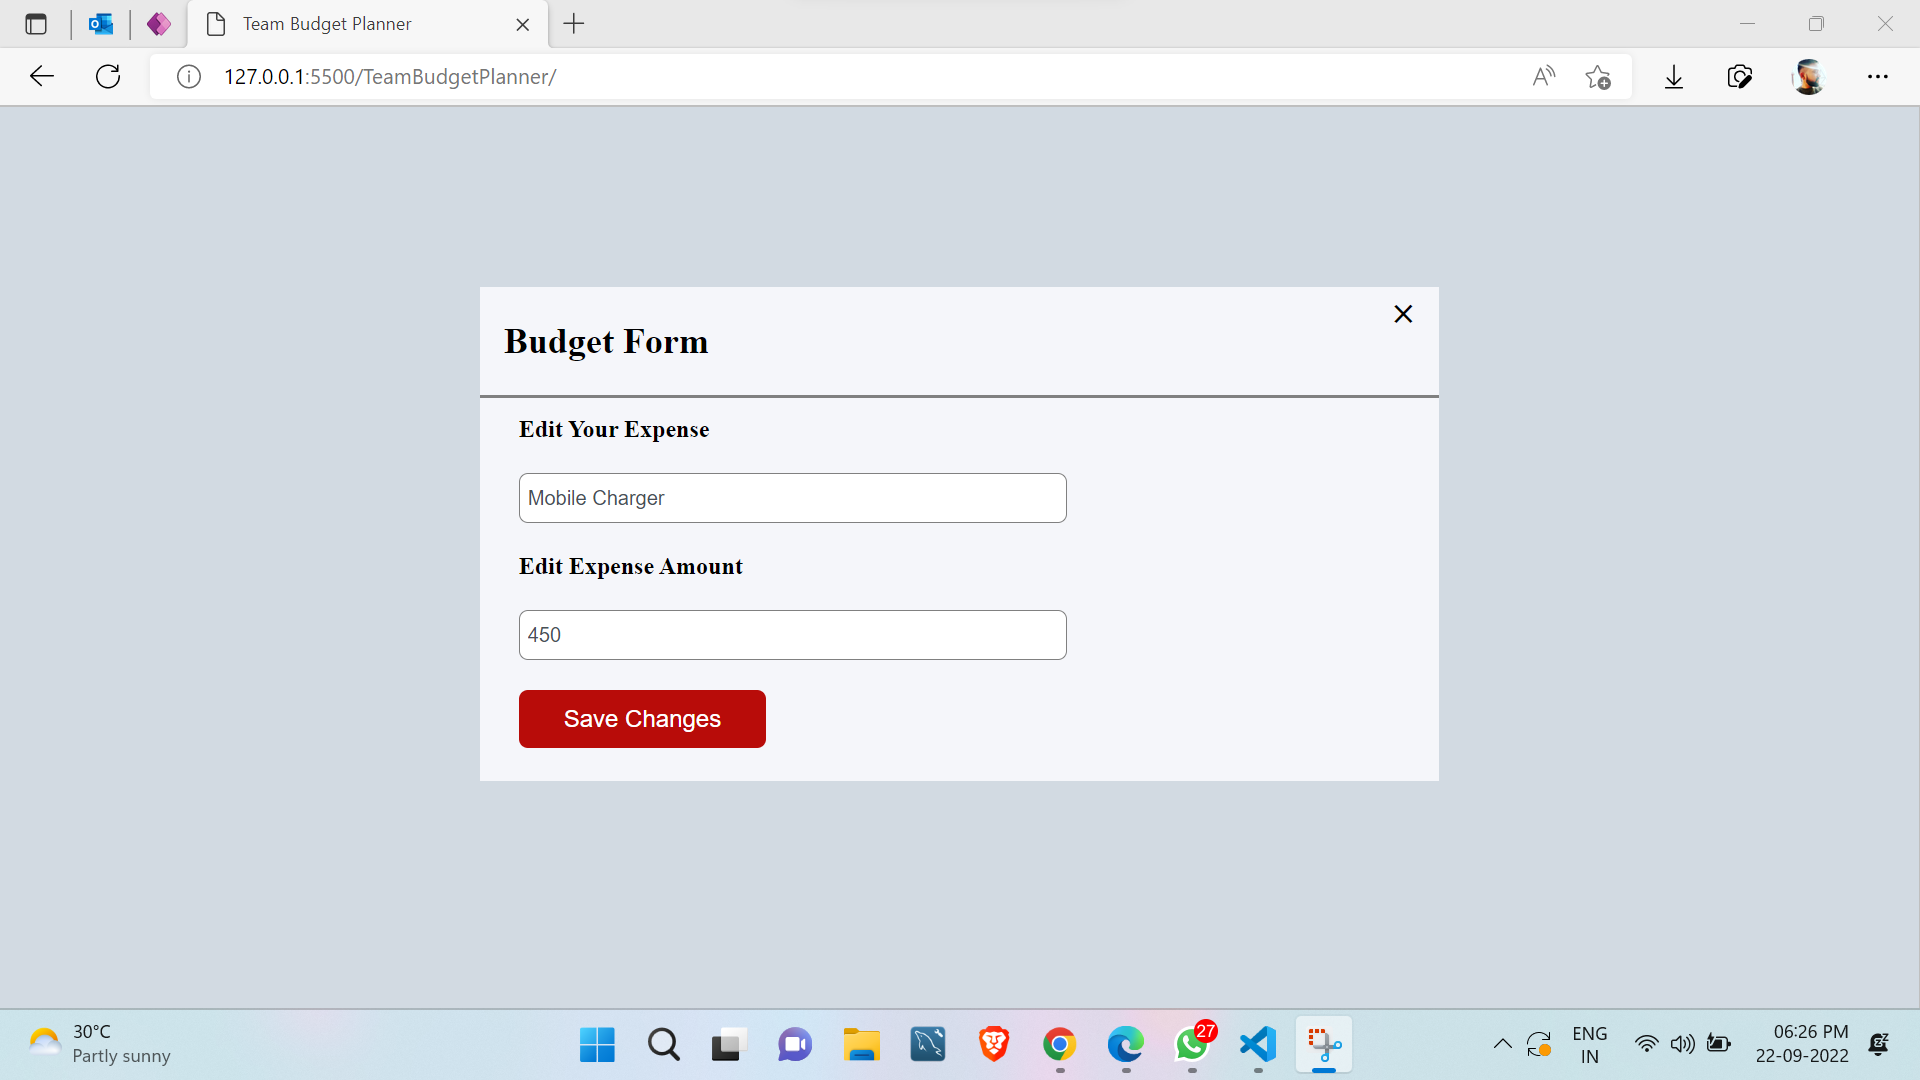 Team Budget Planner
127.0.0.1:5500/TeamBudgetPlanner/
Budget Form
Edit Your Expense
Mobile Charger
Edit Expense Amount
450
Save Changes
30°C
Partly sunny
27
ENG
IN
06:26 PM
22-09-2022